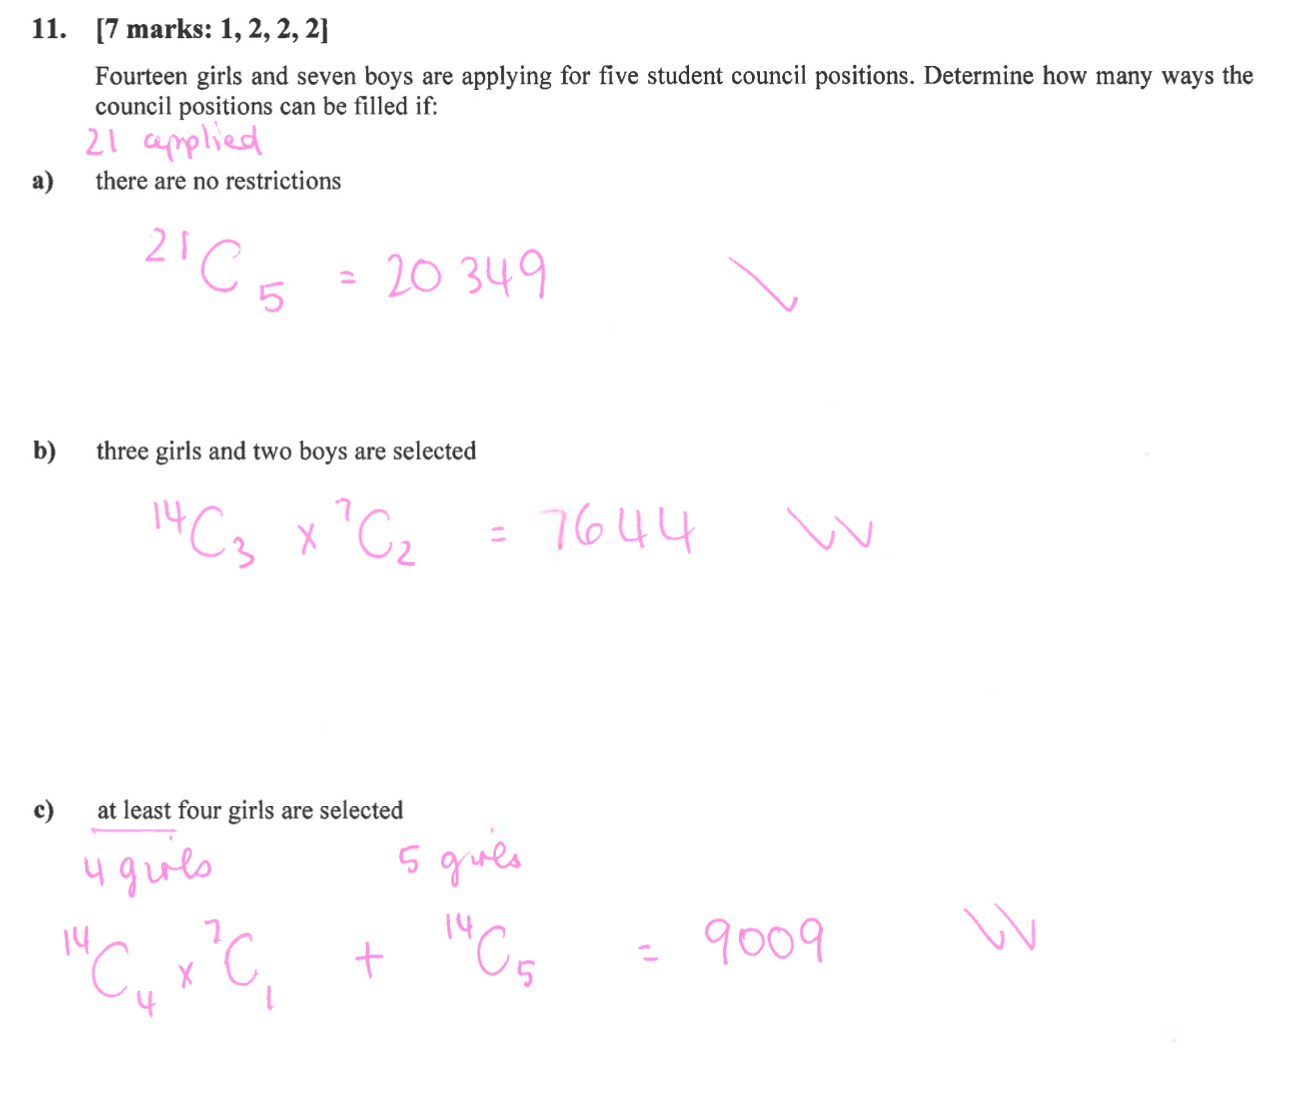 11. [7 marks: 1, 2, 2, 2]
Fourteen girls and seven boys are applying for five student council positions. Determine how many ways the
council positions can be filled if:
21 applied
a) there are no restrictions
²¹C₅ = 20 349
b) three girls and two boys are selected
¹⁴C₃ × ⁷C₂ = 7644
c) at least four girls are selected
4 girls 5 girls
¹⁴C₄ × ⁷C₁ + ¹⁴C₅ = 9009